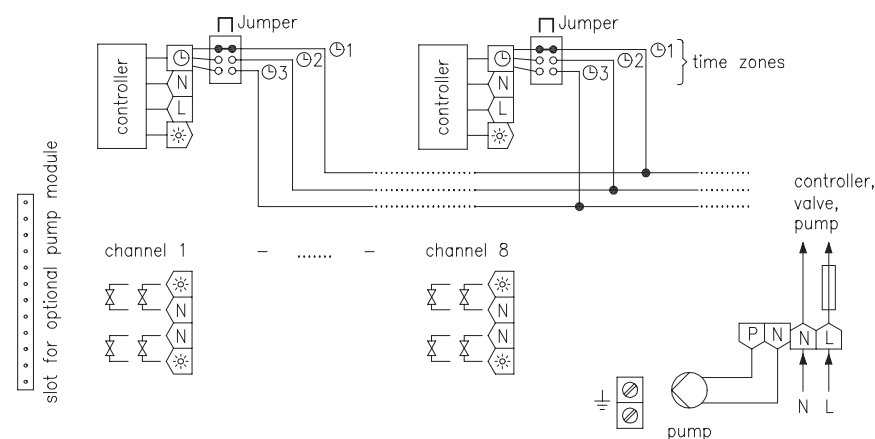 Jumper
Jumper
1
2
3
1
2
3
time zones
controller
N
L
controller
N
L
slot for optional pump module
controller,
valve,
pump
channel 1 – ....... – channel 8
N
N
N
N
P N N L
N L
pump